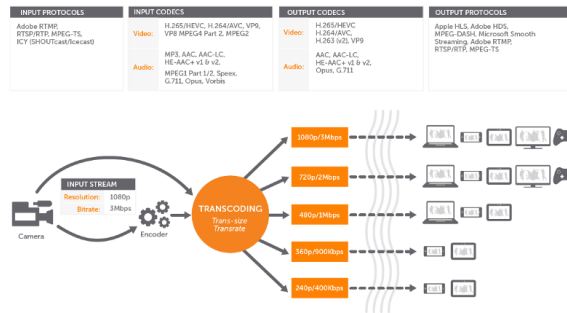 INPUT PROTOCOLS
Adobe RTMP,
RTSP/RTP, MPEG-TS,
ICY (SHOUTcast/Icecast)
INPUT CODECS
Video:
H.265/HEVC, H.264/AVC, VP9,
VP8 MPEG4 Part 2, MPEG2
Audio:
MP3, AAC, AAC-LC,
HE-AAC+ v1 & v2,
MPEG1 Part 1/2, Speex,
G.711, Opus, Vorbis
OUTPUT CODECS
Video:
H.265/HEVC
H.264/AVC,
H.263 (v2), VP9
Audio:
AAC, AAC-LC,
HE-AAC+ v1 & v2,
Opus, G.711
OUTPUT PROTOCOLS
Apple HLS, Adobe HDS,
MPEG-DASH, Microsoft Smooth
Streaming, Adobe RTMP,
RTSP/RTP, MPEG-TS
INPUT STREAM
Resolution: 1080p
Bitrate: 3Mbps
Camera
Encoder
TRANSCODING
Trans-size
Transrate
1080p/3Mbps
720p/2Mbps
480p/1Mbps
360p/900Kbps
240p/400Kbps